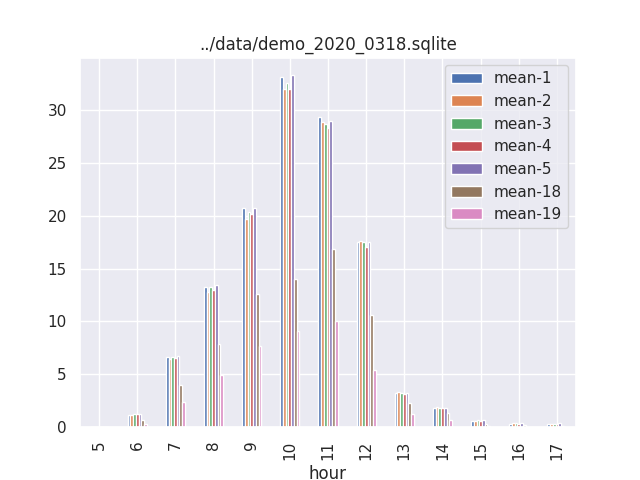 ../data/demo_2020_0318.sqlite
mean-1
mean-2
mean-3
mean-4
mean-5
mean-18
mean-19
30
25
20
15
10
5
0
5 6 7 8 9 10 11 12 13 14 15 16 17
hour